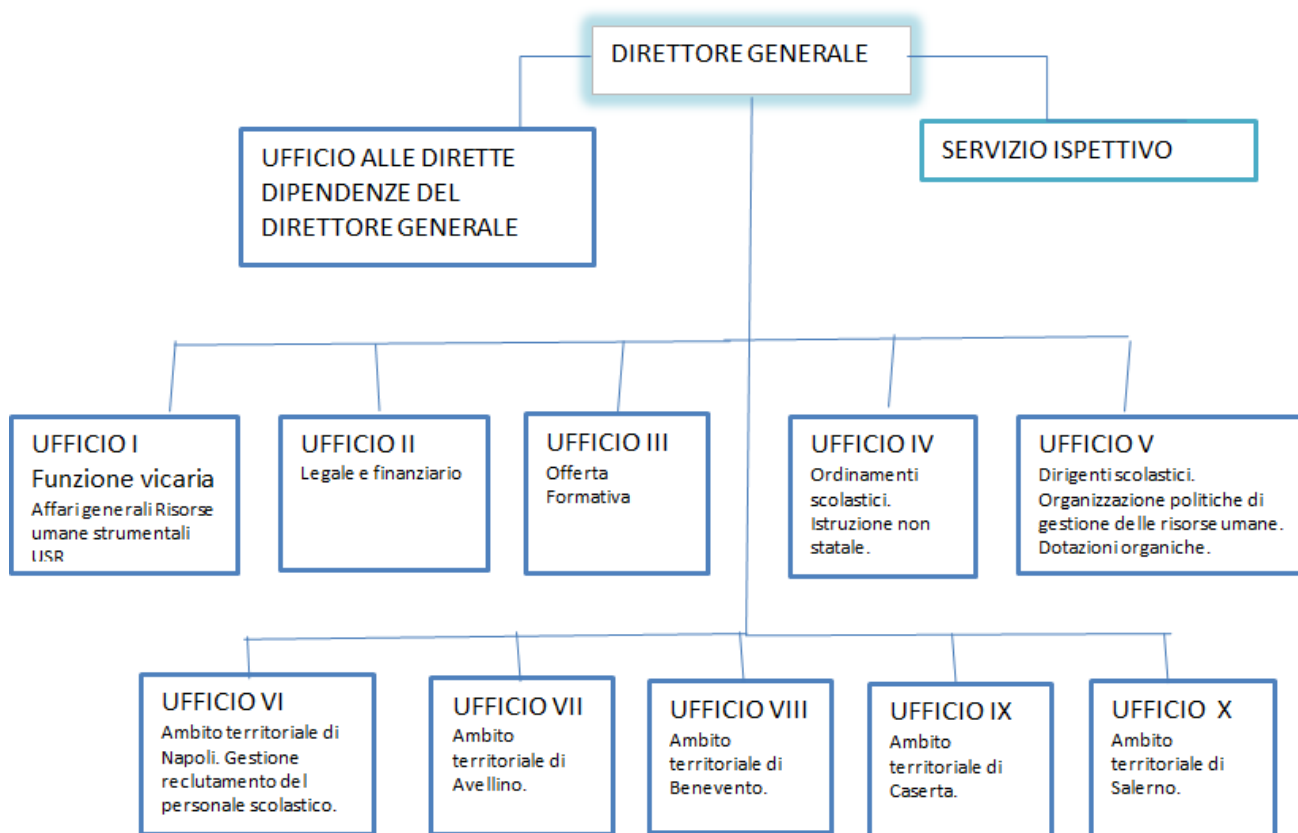 DIRETTORE GENERALE
UFFICIO ALLE DIRETTE
DIPENDENZE DEL
DIRETTORE GENERALE
SERVIZIO ISPETTIVO
UFFICIO I
Funzione vicaria
Affari generali Risorse
umane strumentali
USR
UFFICIO II
Legale e finanziario
UFFICIO III
Offerta
Formativa
UFFICIO IV
Ordinamenti
scolastici.
Istruzione non
statale.
UFFICIO V
Dirigenti scolastici.
Organizzazione politiche di
gestione delle risorse umane.
Dotazioni organiche.
UFFICIO VI
Ambito territoriale di
Napoli. Gestione
reclutamento del
personale scolastico.
UFFICIO VII
Ambito
territoriale di
Avellino.
UFFICIO VIII
Ambito
territoriale di
Benevento.
UFFICIO IX
Ambito
territoriale di
Caserta.
UFFICIO X
Ambito
territoriale di
Salerno.